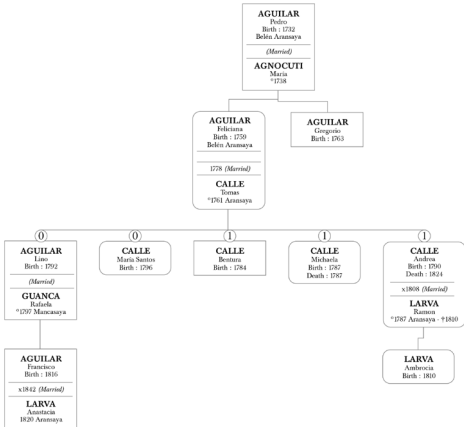 AGUILAR
Pedro
Birth : 1732
Belén Aransaya
(Married)
AGNOCUTI
Maria
°1738
AGUILAR
Feliciana
Birth : 1759
Belén Aransaya
1778 (Married)
CALLE
Tomas
°1761 Aransaya
AGUILAR
Gregorio
Birth : 1763
0
AGUILAR
Lino
Birth : 1792
(Married)
GUANCA
Rafaela
°1797 Mancasaya
0
CALLE
María Santos
Birth : 1796
1
CALLE
Bentura
Birth : 1784
1
CALLE
Michaela
Birth : 1787
Death : 1787
1
CALLE
Andrea
Birth : 1790
Death : 1824
x1808 (Married)
LARVA
Ramon
°1787 Aransaya - †1810
AGUILAR
Francisco
Birth : 1816
x1842 (Married)
LARVA
Anastacia
1820 Aransaya
LARVA
Ambrocia
Birth : 1810